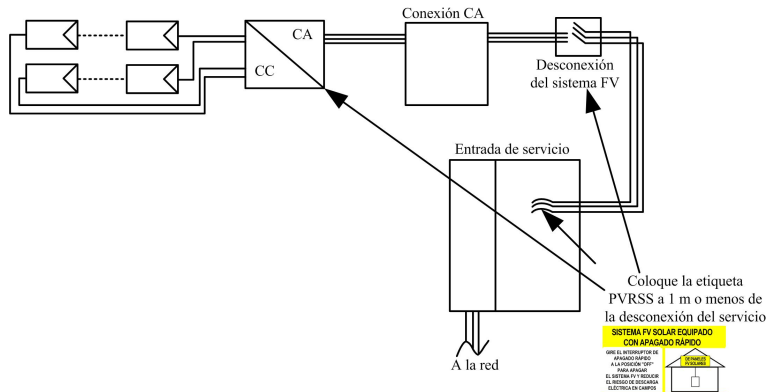 Conexión CA
CA
CC
Desconexión
del sistema FV
Entrada de servicio
Coloque la etiqueta
PVRSS a 1 m o menos de
la desconexión del servicio
A la red
SISTEMA FV SOLAR EQUIPADO
CON APAGADO RÁPIDO
GIRE EL INTERRUPTOR DE
APAGADO RÁPIDO
A LA POSICIÓN "OFF"
PARA APAGAR
EL SISTEMA FV Y REDUCIR
EL RIESGO DE DESCARGA
ELÉCTRICA EN CAMPOS
DE PANELES
FV SOLARES